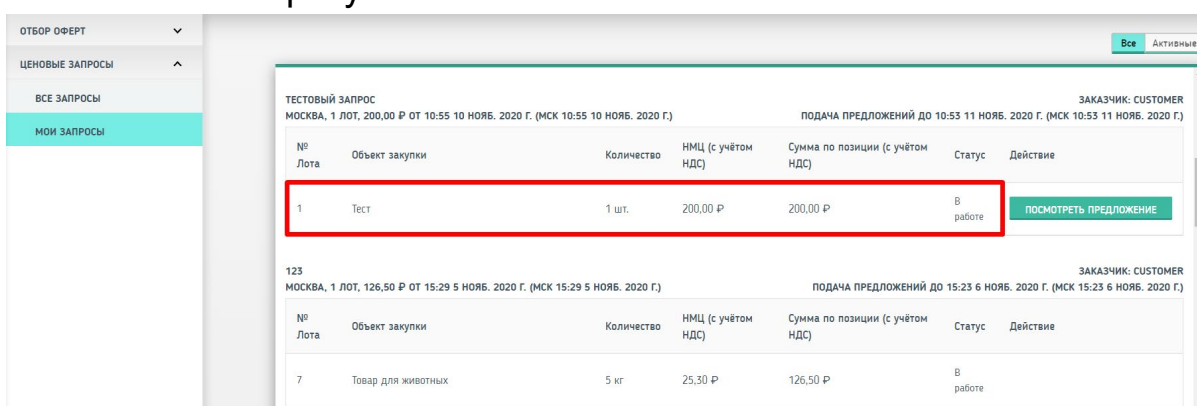 ОТБОР ОФЕРТ
ЦЕНОВЫЕ ЗАПРОСЫ
ВСЕ ЗАПРОСЫ
МОИ ЗАПРОСЫ
Все Активные
ТЕСТОВЫЙ ЗАПРОС ЗАКАЗЧИК: CUSTOMER
МОСКВА, 1 ЛОТ, 200,00 ₽ ОТ 10:55 10 НОЯБ. 2020 Г. (МСК 10:55 10 НОЯБ. 2020 Г.) ПОДАЧА ПРЕДЛОЖЕНИЙ ДО 10:53 11 НОЯБ. 2020 Г. (МСК 10:53 11 НОЯБ. 2020 Г.)
№ Лота Объект закупки Количество НМЦ (с учётом НДС) Сумма по позиции (с учётом НДС) Статус Действие
1 Тест 1 шт. 200,00 ₽ 200,00 ₽ В работе ПОСМОТРЕТЬ ПРЕДЛОЖЕНИЕ
123 ЗАКАЗЧИК: CUSTOMER
МОСКВА, 1 ЛОТ, 126,50 ₽ ОТ 15:29 5 НОЯБ. 2020 Г. (МСК 15:29 5 НОЯБ. 2020 Г.) ПОДАЧА ПРЕДЛОЖЕНИЙ ДО 15:23 6 НОЯБ. 2020 Г. (МСК 15:23 6 НОЯБ. 2020 Г.)
№ Лота Объект закупки Количество НМЦ (с учётом НДС) Сумма по позиции (с учётом НДС) Статус Действие
7 Товар для животных 5 кг 25,30 ₽ 126,50 ₽ В работе